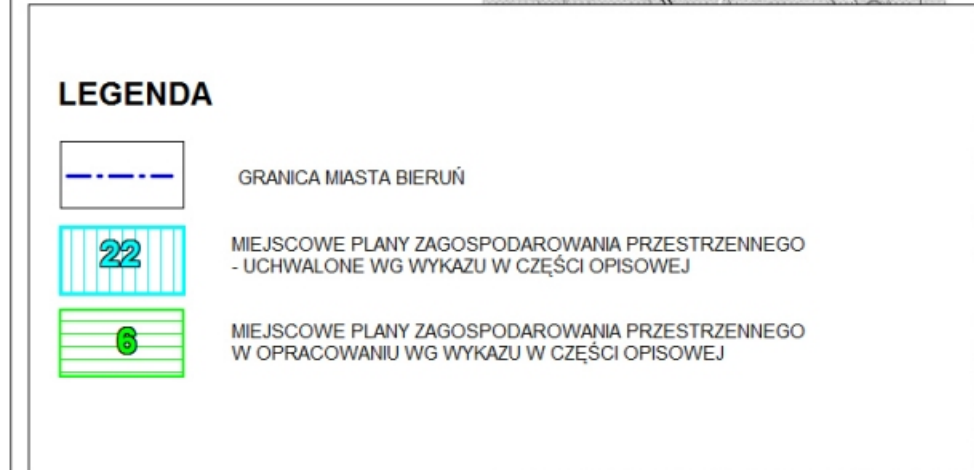 LEGENDA
GRANICA MIASTA BIERUŃ
22
MIEJSCOWE PLANY ZAGOSPODAROWANIA PRZESTRZENNEGO
- UCHWALONE WG WYKAZU W CZĘŚCI OPISOWEJ
6
MIEJSCOWE PLANY ZAGOSPODAROWANIA PRZESTRZENNEGO
W OPRACOWANIU WG WYKAZU W CZĘŚCI OPISOWEJ